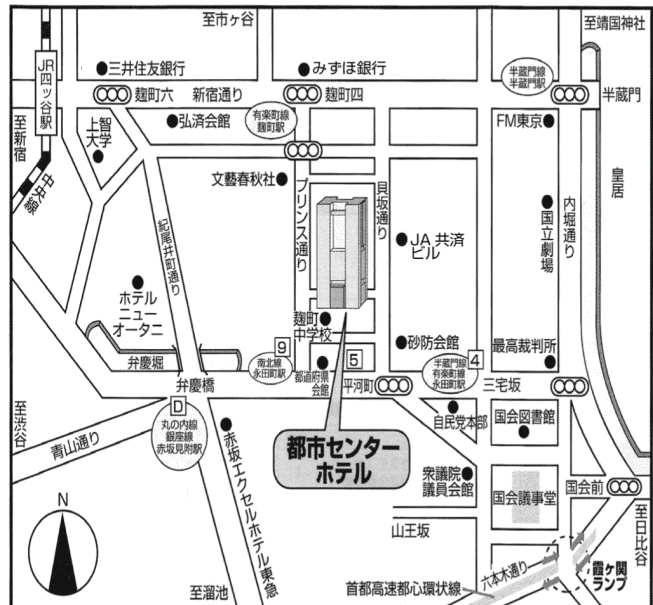 至市ヶ谷
至靖国神社
JR四ッ谷駅
三井住友銀行
みずほ銀行
半蔵門線
半蔵門駅
麹町六
新宿通り
麹町四
半蔵門
至新宿
上智
大学
弘済会館
有楽町線
麹町駅
FM東京
中央線
文藝春秋社
プリンス通り
貝坂通り
皇居
紀尾井町通り
JA 共済
ビル
国立劇場
内堀通り
ホテル
ニュー
オータニ
麹町
中学校
砂防会館
最高裁判所
弁慶堀
南北線
永田町駅
9
都道府県
会館
5
平河町
半蔵門線
有楽町線
永田町駅
4
三宅坂
弁慶橋
至渋谷
D
丸の内線
銀座線
赤坂見附駅
青山通り
赤坂エクセルホテル東急
自民党本部
国会図書館
都市センター
ホテル
衆議院
議員会館
国会議事堂
国会前
N
山王坂
至日比谷
至溜池
首都高速都心環状線
六本木通り
霞ヶ関
ランプ